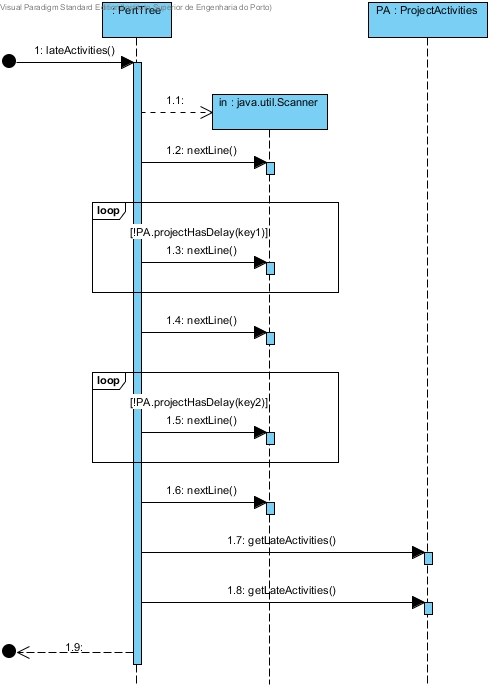 Visual Paradigm Standard Edition(Instituto Superior de Engenharia do Porto)
: PertTree
PA : ProjectActivities
1: lateActivities()
1.1:
in : java.util.Scanner
1.2: nextLine()
loop
[!PA.projectHasDelay(key1)]
1.3: nextLine()
1.4: nextLine()
loop
[!PA.projectHasDelay(key2)]
1.5: nextLine()
1.6: nextLine()
1.7: getLateActivities()
1.8: getLateActivities()
1.9: